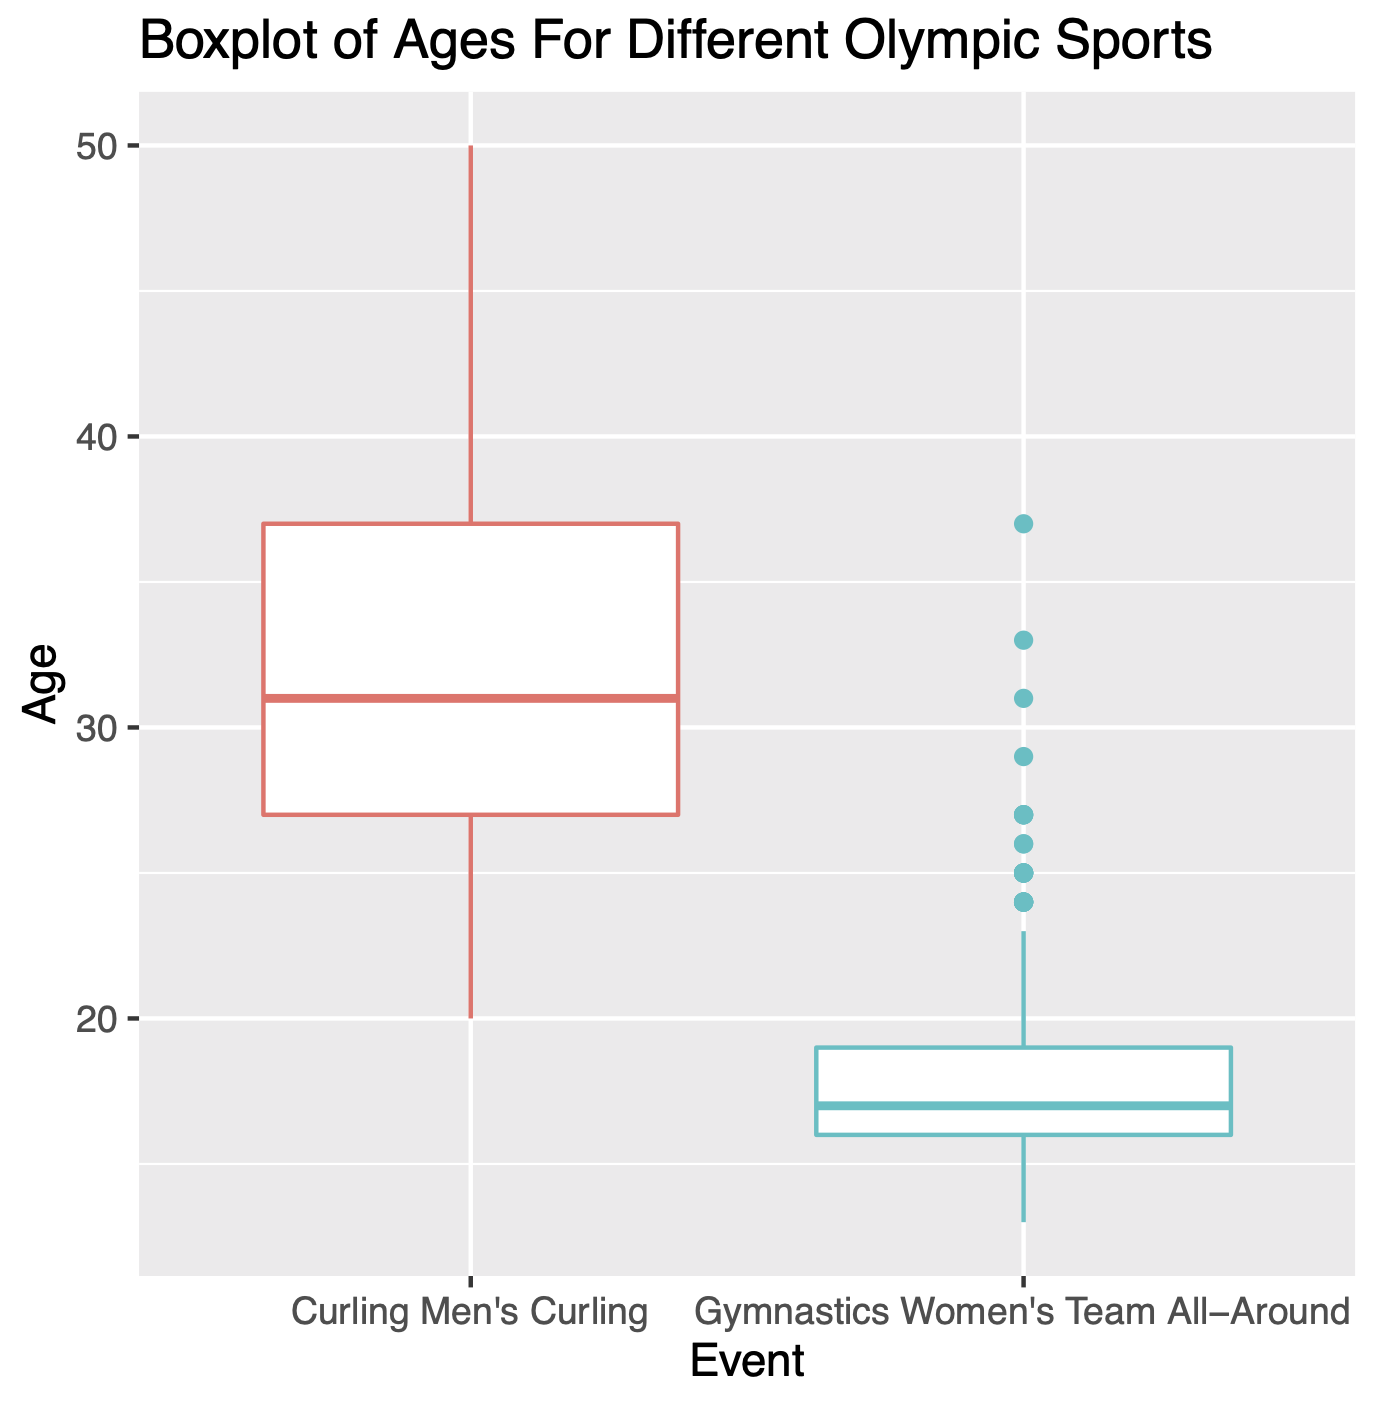 Boxplot of Ages For Different Olympic Sports
50
40
30
20
Age
Curling Men's Curling
Gymnastics Women's Team All–Around
Event